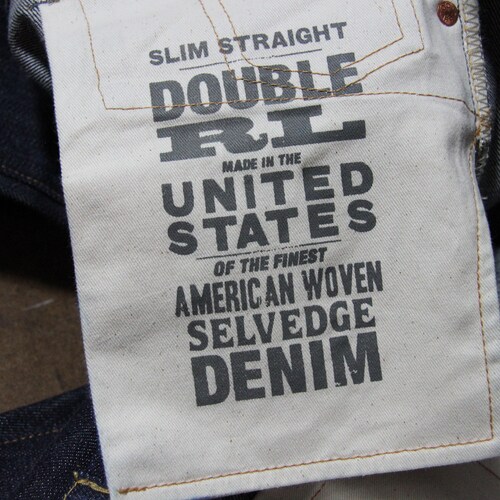 SLIM STRAIGHT
DOUBLE
RL
MADE IN THE
UNITED
STATES
OF THE FINEST
AMERICAN WOVEN
SELVEDGE
DENIM